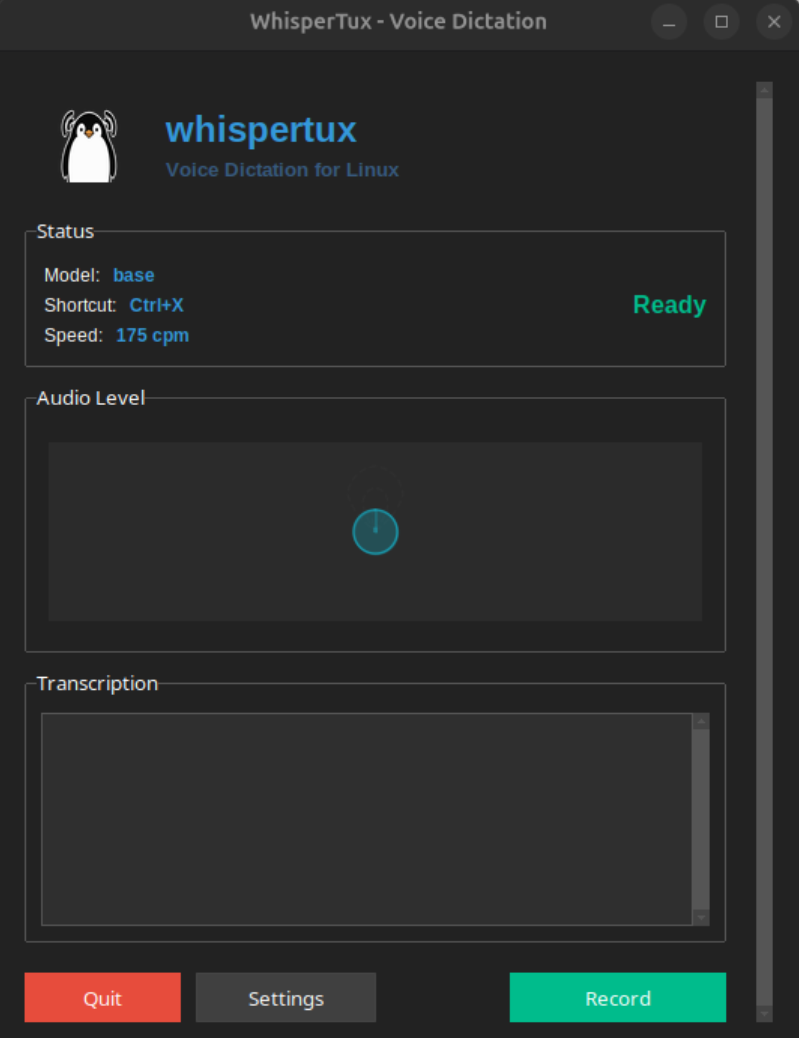 WhisperTux - Voice Dictation
whispertux
Voice Dictation for Linux
Status
Model: base
Shortcut: Ctrl+X
Ready
Speed: 175 cpm
Audio Level
Transcription
Quit
Settings
Record